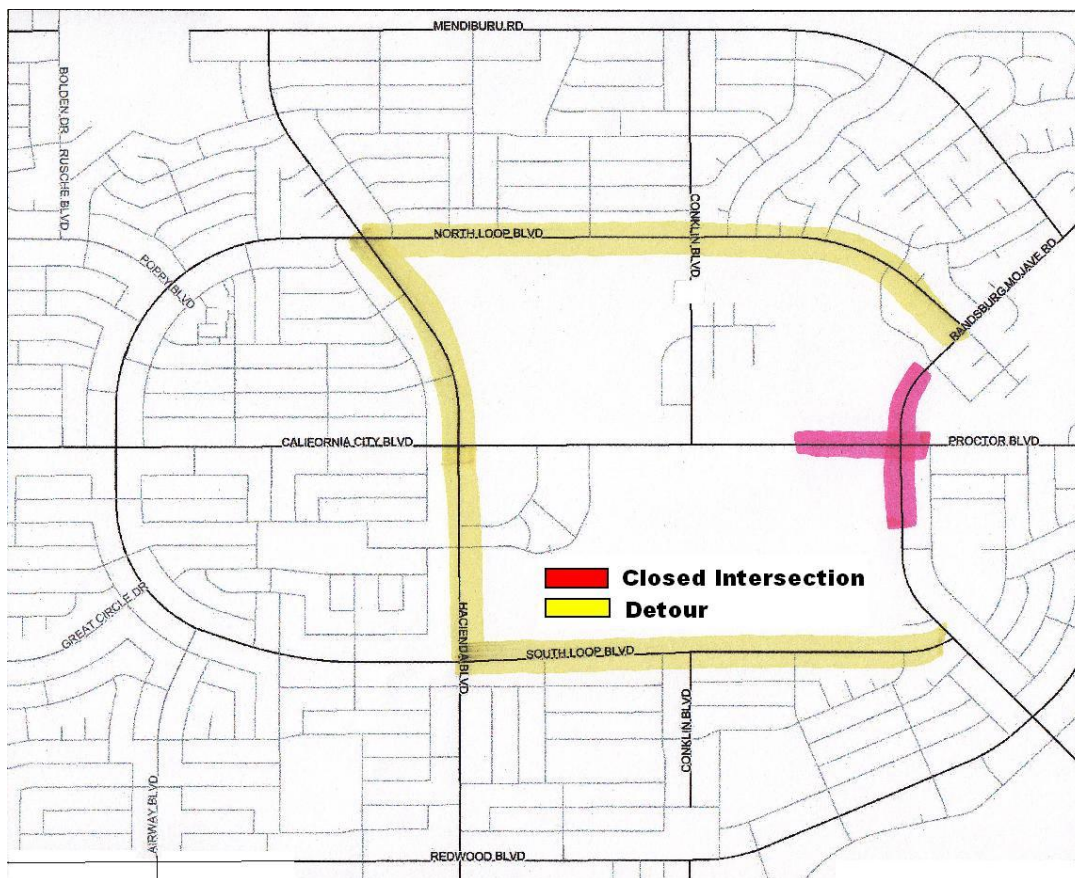 MENDIBURU RD
BOLDEN DR
RUSCHE BLVD
CONKLIN BLVD
NORTH LOOP BLVD
POPPY BLVD
RANDSBURG MOJAVE RD
CALIFORNIA CITY BLVD
PROCTOR BLVD
Closed Intersection
Detour
GREAT CIRCLE DR
HACIENDA BLVD
SOUTH LOOP BLVD
CONKLIN BLVD
AIRWAY BLVD
REDWOOD BLVD